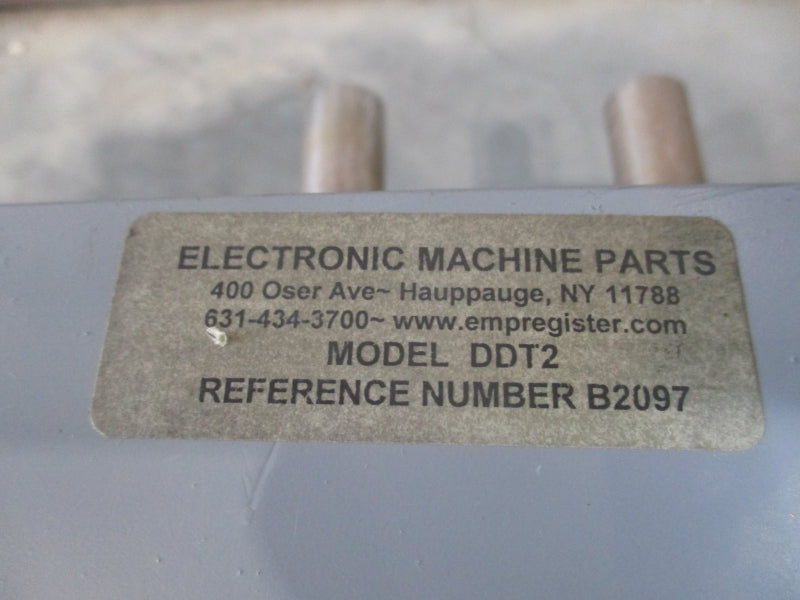 ELECTRONIC MACHINE PARTS
400 Oser Ave~ Hauppauge, NY 11788
631-434-3700~ www.empregister.com
MODEL DDT2
REFERENCE NUMBER B2097